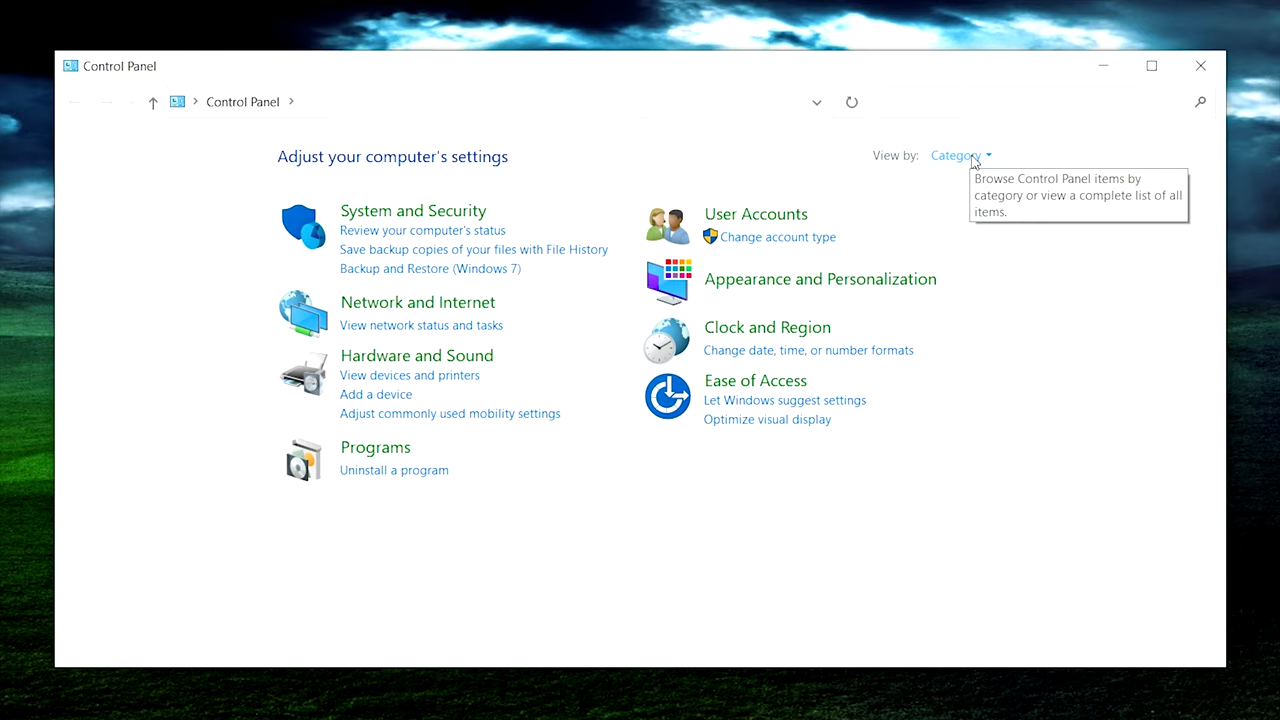 Control Panel
Control Panel
Adjust your computer's settings
View by: Category
Browse Control Panel items by
category or view a complete list of all
items.
System and Security
Review your computer's status
Save backup copies of your files with File History
Backup and Restore (Windows 7)
Network and Internet
View network status and tasks
Hardware and Sound
View devices and printers
Add a device
Adjust commonly used mobility settings
Programs
Uninstall a program
User Accounts
Change account type
Appearance and Personalization
Clock and Region
Change date, time, or number formats
Ease of Access
Let Windows suggest settings
Optimize visual display